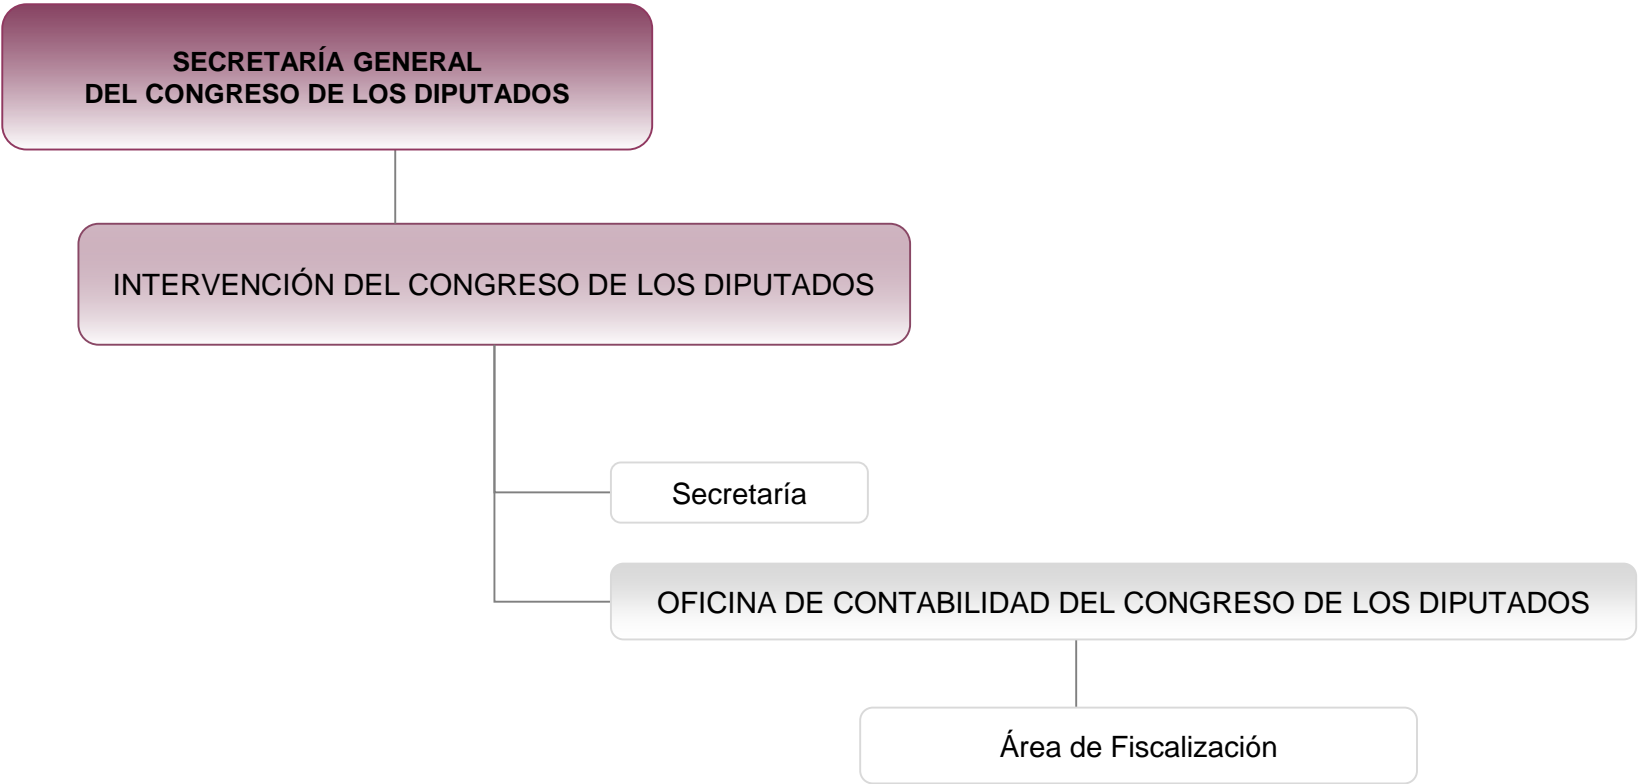 SECRETARÍA GENERAL
DEL CONGRESO DE LOS DIPUTADOS
INTERVENCIÓN DEL CONGRESO DE LOS DIPUTADOS
Secretaría
OFICINA DE CONTABILIDAD DEL CONGRESO DE LOS DIPUTADOS
Área de Fiscalización